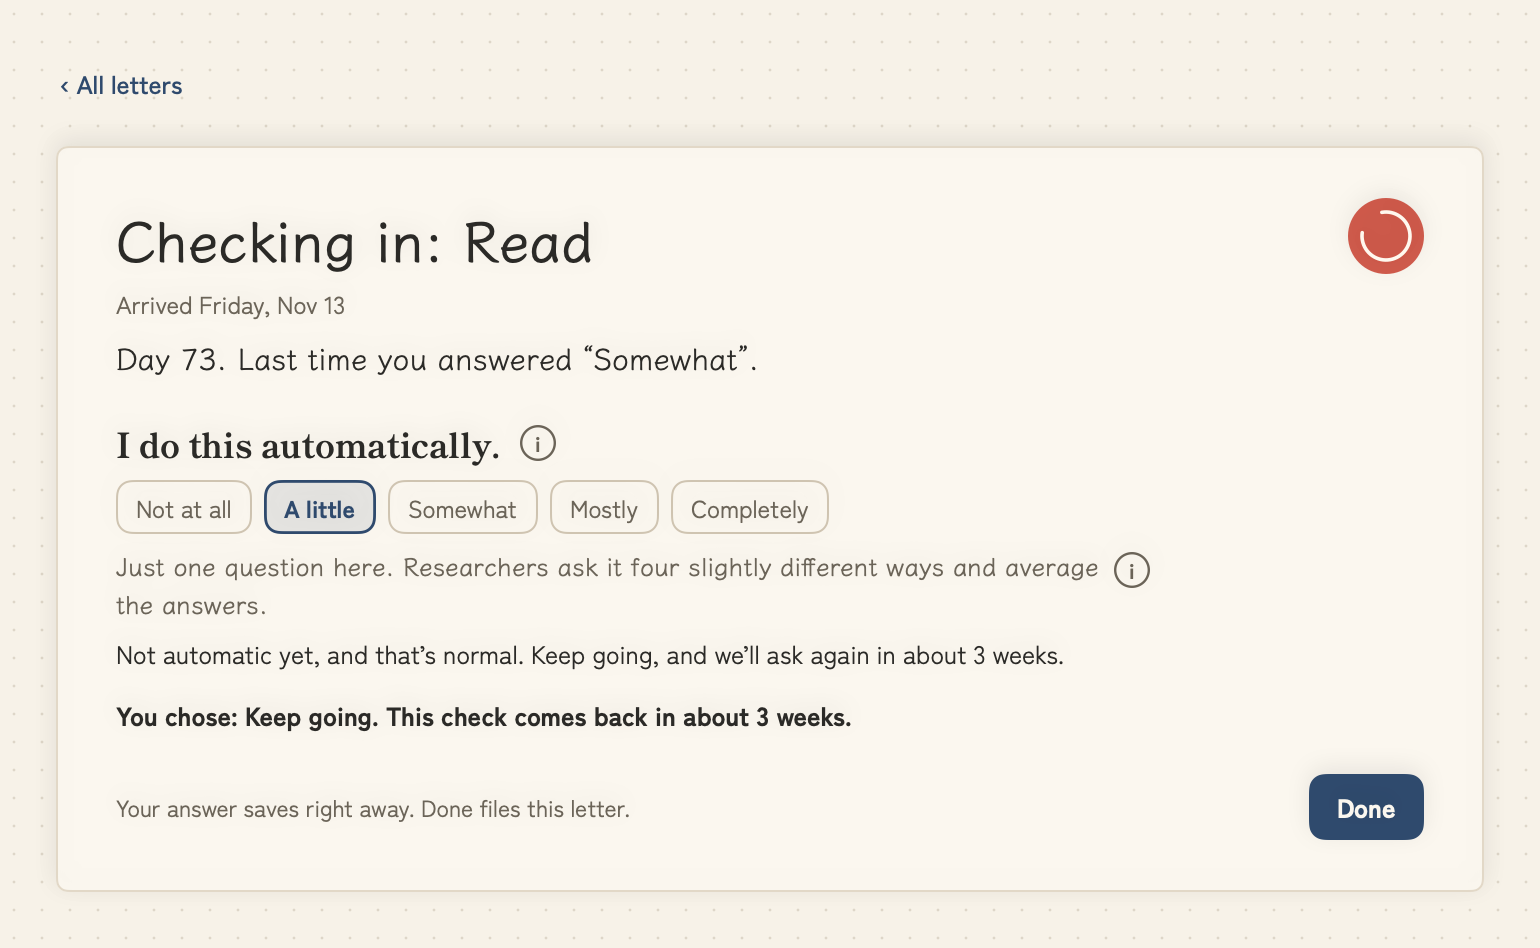 ‹ All letters
Checking in: Read
Arrived Friday, Nov 13
Day 73. Last time you answered “Somewhat”.
I do this automatically. i
Not at all A little Somewhat Mostly Completely
Just one question here. Researchers ask it four slightly different ways and average i
the answers.
Not automatic yet, and that’s normal. Keep going, and we’ll ask again in about 3 weeks.
You chose: Keep going. This check comes back in about 3 weeks.
Your answer saves right away. Done files this letter. Done